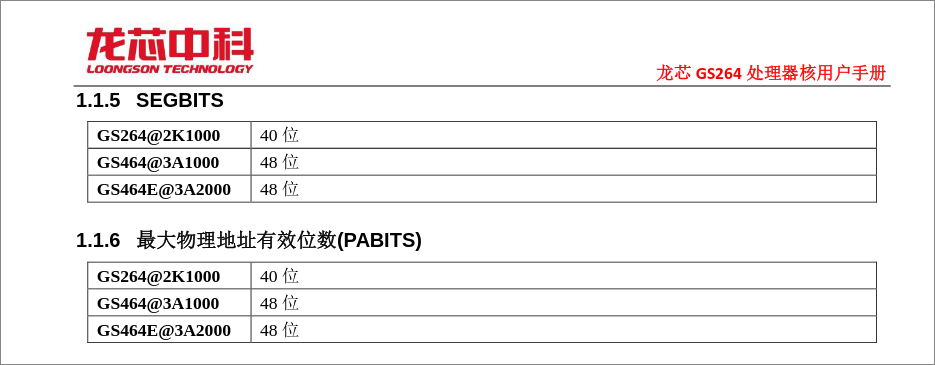 龙芯中科
LOONGSON TECHNOLOGY
龙芯 GS264 处理器核用户手册
1.1.5 SEGBITS
GS264@2K1000 40 位
GS464@3A1000 48 位
GS464E@3A2000 48 位
1.1.6 最大物理地址有效位数(PABITS)
GS264@2K1000 40 位
GS464@3A1000 48 位
GS464E@3A2000 48 位